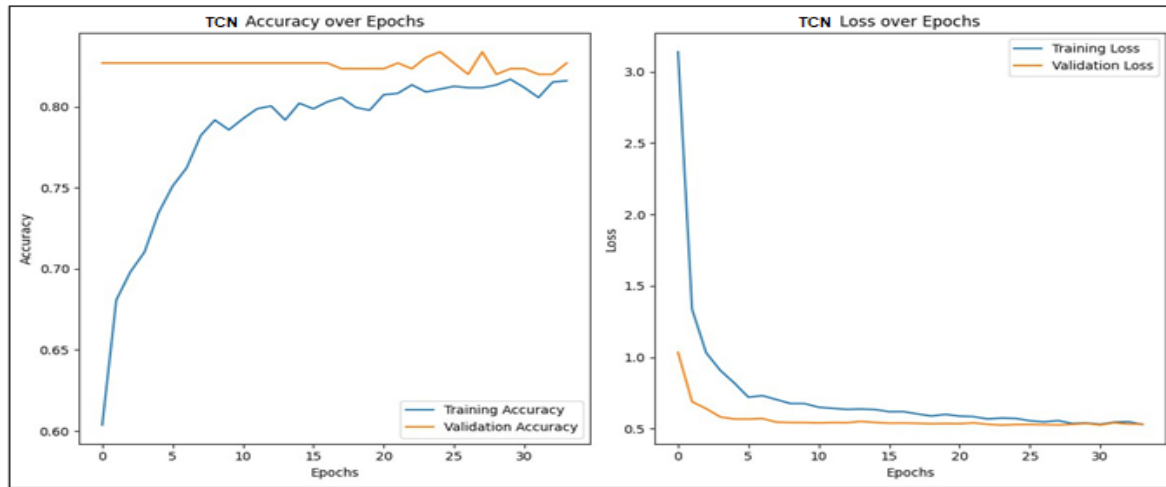 TCN Accuracy over Epochs
0.80
0.75
0.70
0.65
0.60
Accuracy
0 5 10 15 20 25 30
Epochs
Training Accuracy
Validation Accuracy
TCN Loss over Epochs
3.0
2.5
2.0
1.5
1.0
0.5
Loss
0 5 10 15 20 25 30
Epochs
Training Loss
Validation Loss